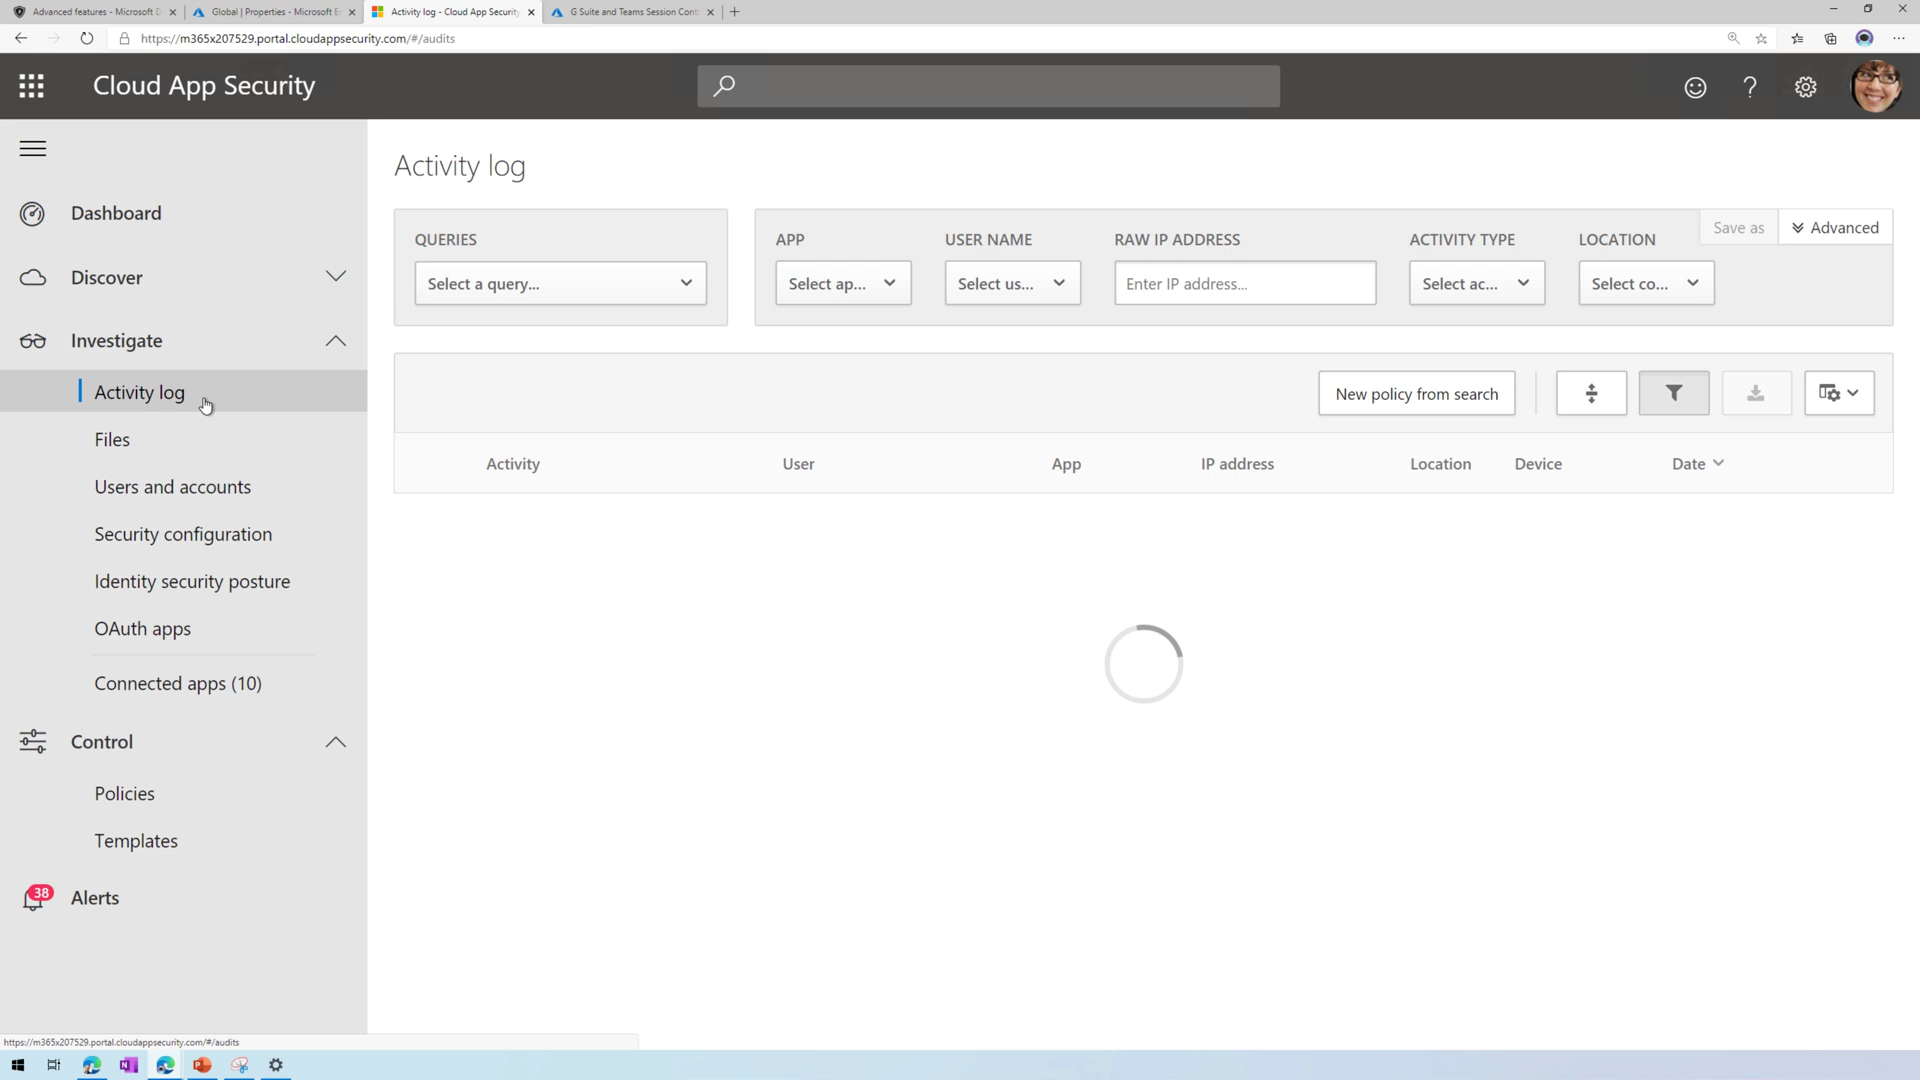 Advanced features - Microsoft D
Global | Properties - Microsoft E
Activity log - Cloud App Security
G Suite and Teams Session Cont
https://m365x207529.portal.cloudappsecurity.com/#/audits
Cloud App Security
Dashboard
Discover
Investigate
Activity log
Files
Users and accounts
Security configuration
Identity security posture
OAuth apps
Connected apps (10)
Control
Policies
Templates
38
Alerts
Activity log
QUERIES
Select a query...
APP
Select ap...
USER NAME
Select us...
RAW IP ADDRESS
Enter IP address...
ACTIVITY TYPE
Select ac...
LOCATION
Select co...
Save as
Advanced
New policy from search
Activity
User
App
IP address
Location
Device
Date
https://m365x207529.portal.cloudappsecurity.com/#/audits